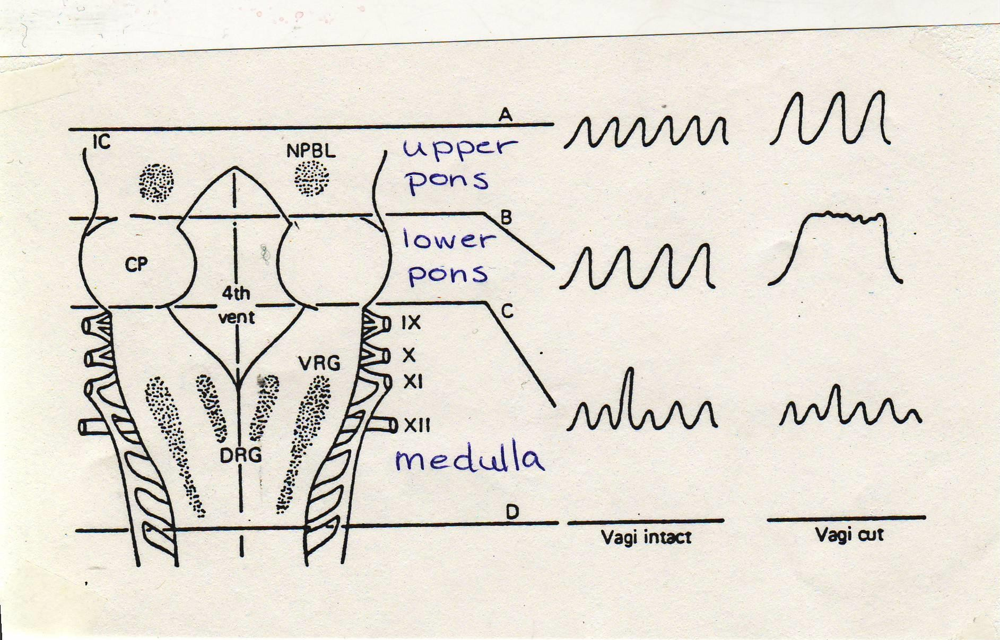 A
IC
NPBL
upper
pons
B
lower
pons
CP
4th
vent
C
IX
X
VRG
XI
XII
DRG
medulla
D
Vagi intact
Vagi cut